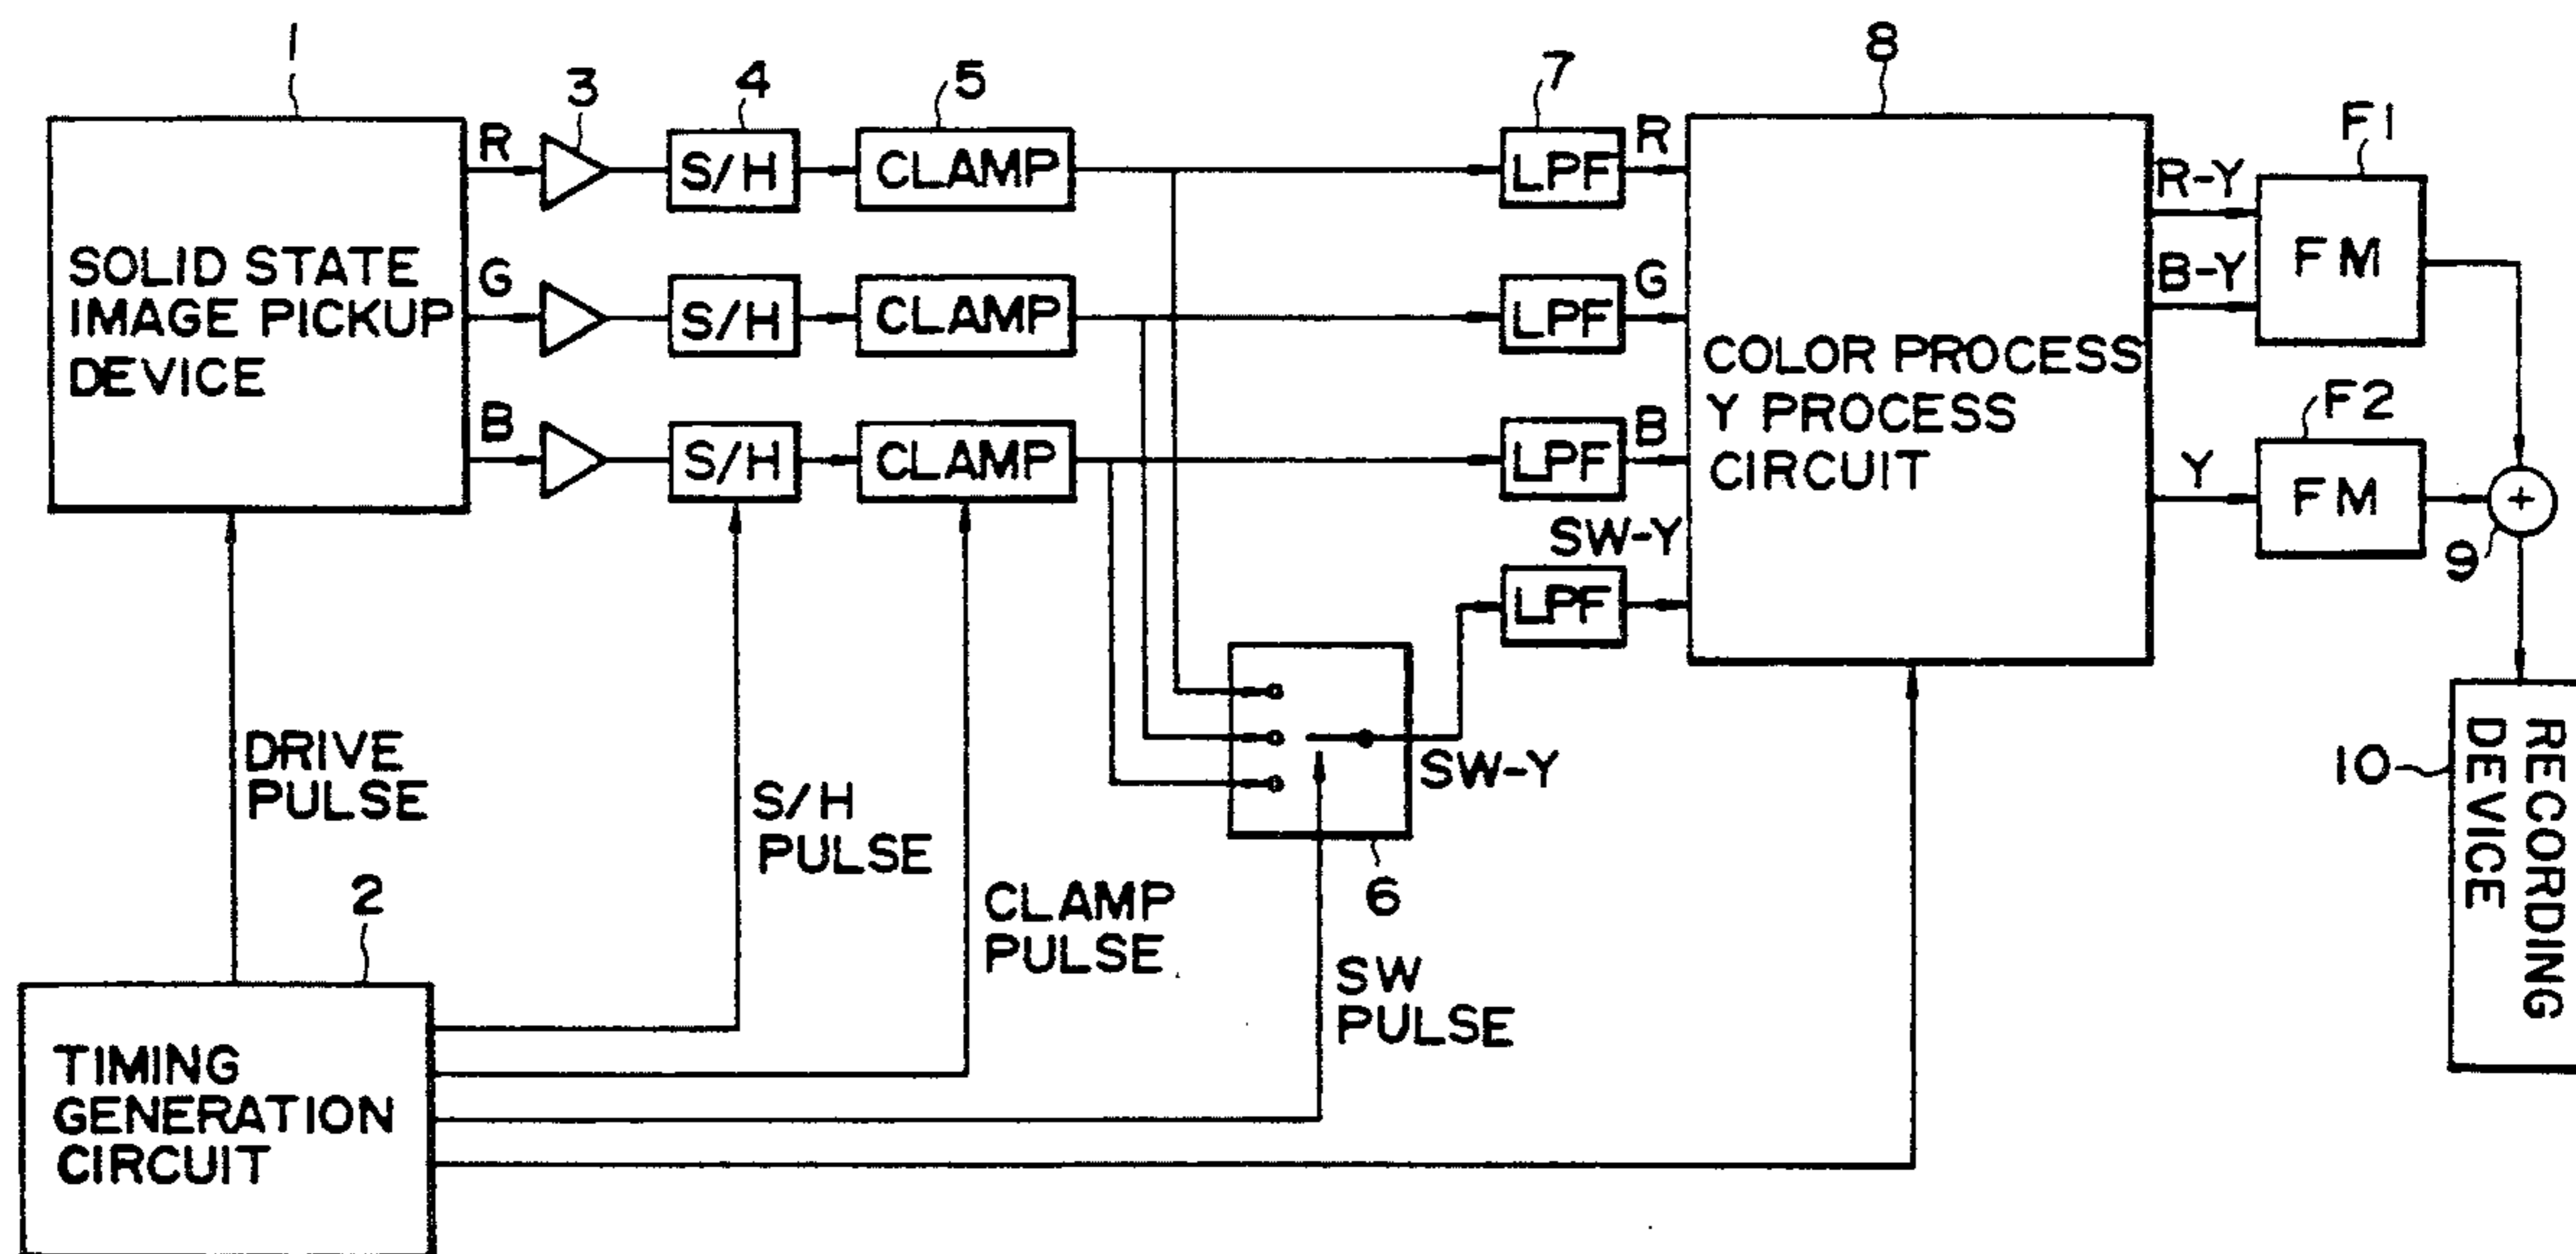 1
3
4
5
7
8
F1
R
S/H
CLAMP
LPF
R
R-Y
FM
SOLID STATE
IMAGE PICKUP
DEVICE
G
S/H
CLAMP
LPF
G
B-Y
COLOR PROCESS
Y PROCESS
CIRCUIT
B
S/H
CLAMP
LPF
B
F2
Y
FM
+
9
SW-Y
LPF
DRIVE
PULSE
S/H
PULSE
CLAMP
PULSE
SW-Y
6
SW
PULSE
10
RECORDING
DEVICE
2
TIMING
GENERATION
CIRCUIT